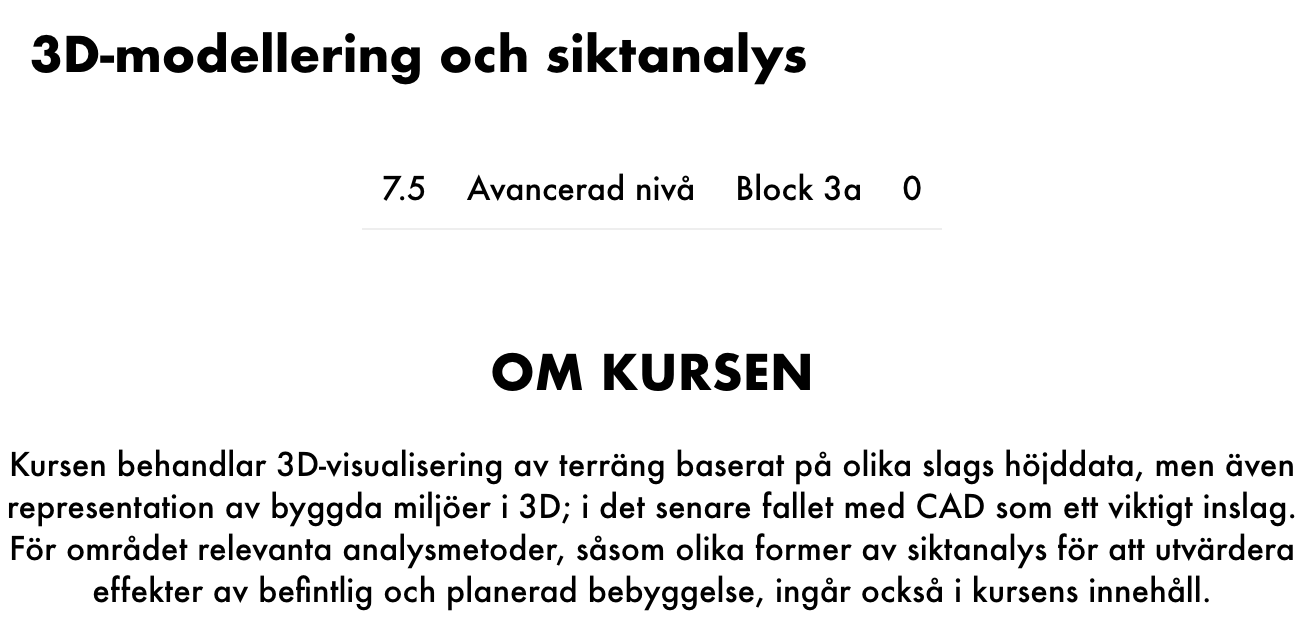 3D-modellering och siktanalys
7.5 Avancerad nivå Block 3a 0
OM KURSEN
Kursen behandlar 3D-visualisering av terräng baserat på olika slags höjddata, men även
representation av byggda miljöer i 3D; i det senare fallet med CAD som ett viktigt inslag.
För området relevanta analysmetoder, såsom olika former av siktanalys för att utvärdera
effekter av befintlig och planerad bebyggelse, ingår också i kursens innehåll.